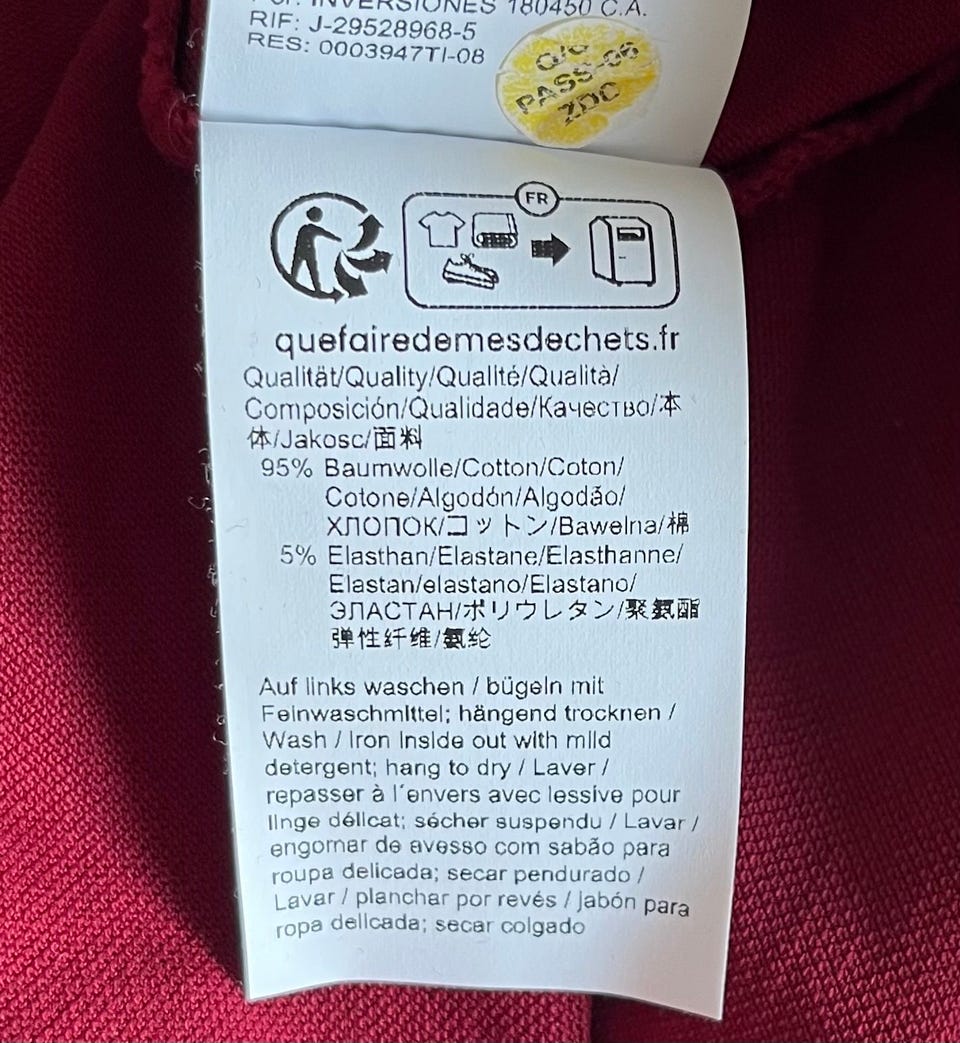 INVERSIONES 180450 C.A.
RIF: J-29528968-5
RES: 0003947TI-08
PASS-06
ZDC
FR
quefairedemesdechets.fr
Qualität/Quality/Qualité/Qualità/
Composición/Qualidade/Качество/本
体/Jakosc/面料
95% Baumwolle/Cotton/Coton/
Cotone/Algodón/Algodão/
ХЛОПОК/コットン/Bawełna/棉
5% Elasthan/Elastane/Elasthanne/
Elastan/elastano/Elastano/
ЭЛАСТАН/ポリウレタン/聚氨酯
弹性纤维/氨纶
Auf links waschen / bügeln mit
Feinwaschmittel; hängend trocknen /
Wash / Iron inside out with mild
detergent; hang to dry / Laver /
repasser à l´envers avec lessive pour
linge délicat; sécher suspendu / Lavar /
engomar de avesso com sabão para
roupa delicada; secar pendurado /
Lavar / planchar por revés / jabón para
ropa delicada; secar colgado